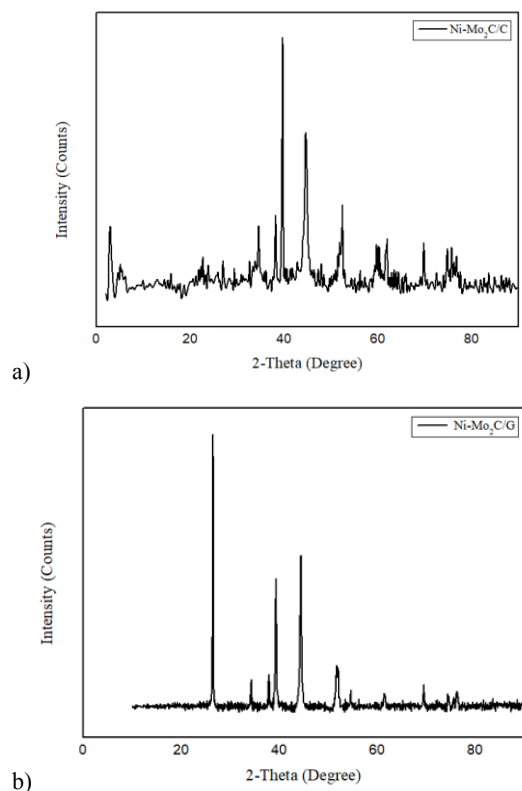 Ni-Mo₂C/C
Intensity (Counts)
0 20 40 60 80
2-Theta (Degree)
a)
Ni-Mo₂C/G
Intensity (Counts)
0 20 40 60 80
2-Theta (Degree)
b)